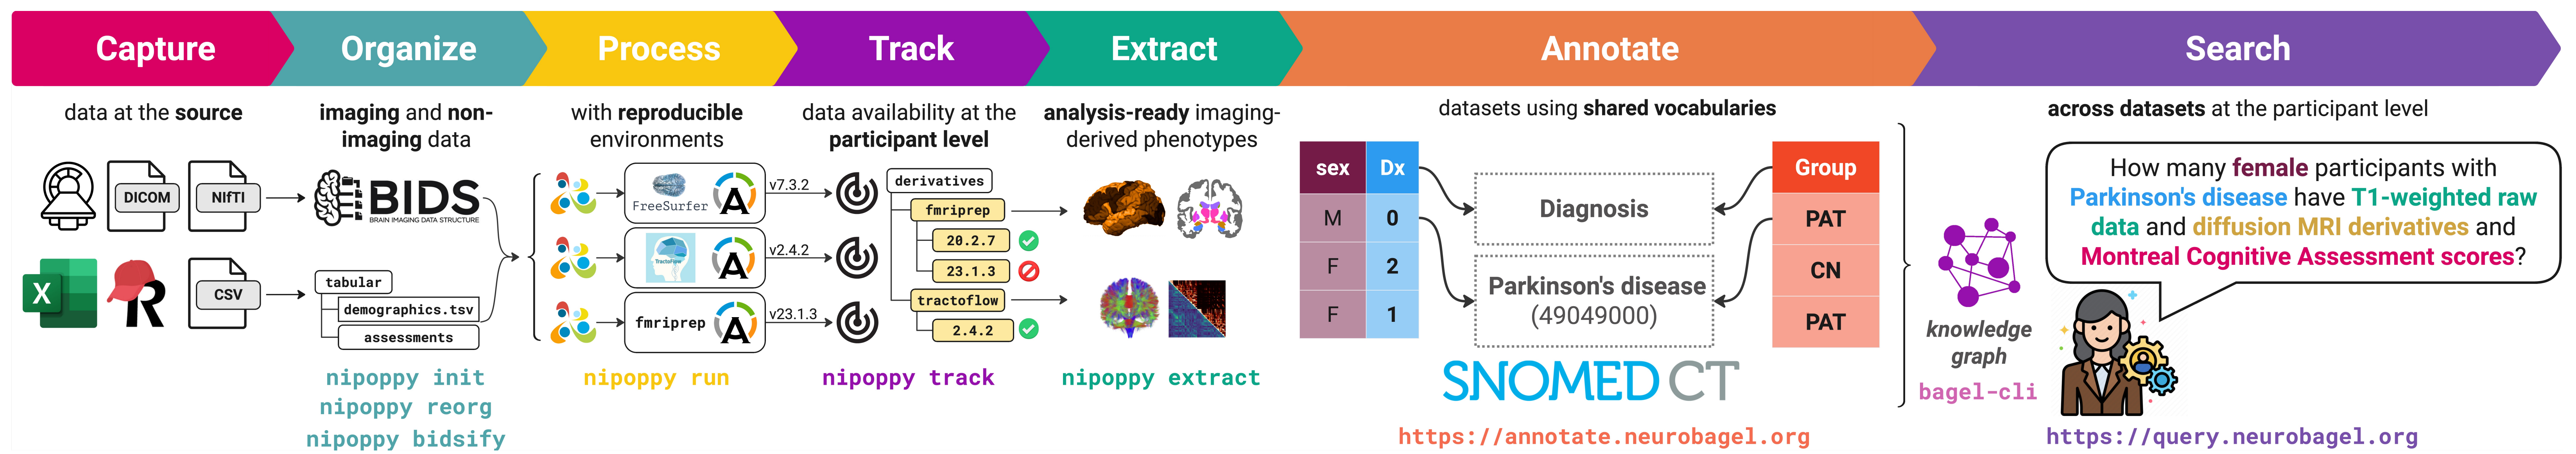 Capture
Organize
Process
Track
Extract
Annotate
Search
data at the source
DICOM
NIfTI
X
R
CSV
imaging and non-
imaging data
BIDS
BRAIN IMAGING DATA STRUCTURE
tabular
demographics.tsv
assessments
nipoppy init
nipoppy reorg
nipoppy bidsify
with reproducible
environments
FreeSurfer
A
v7.3.2
TractoFlow
A
v2.4.2
fmriprep
A
v23.1.3
nipoppy run
data availability at the
participant level
derivatives
fmriprep
20.2.7
23.1.3
tractoflow
2.4.2
nipoppy track
analysis-ready imaging-
derived phenotypes
nipoppy extract
datasets using shared vocabularies
sex Dx
M 0
F 2
F 1
Diagnosis
Parkinson's disease
(49049000)
Group
PAT
CN
PAT
SNOMED CT
https://annotate.neurobagel.org
knowledge
graph
bagel-cli
across datasets at the participant level
How many female participants with
Parkinson's disease have T1-weighted raw
data and diffusion MRI derivatives and
Montreal Cognitive Assessment scores?
https://query.neurobagel.org